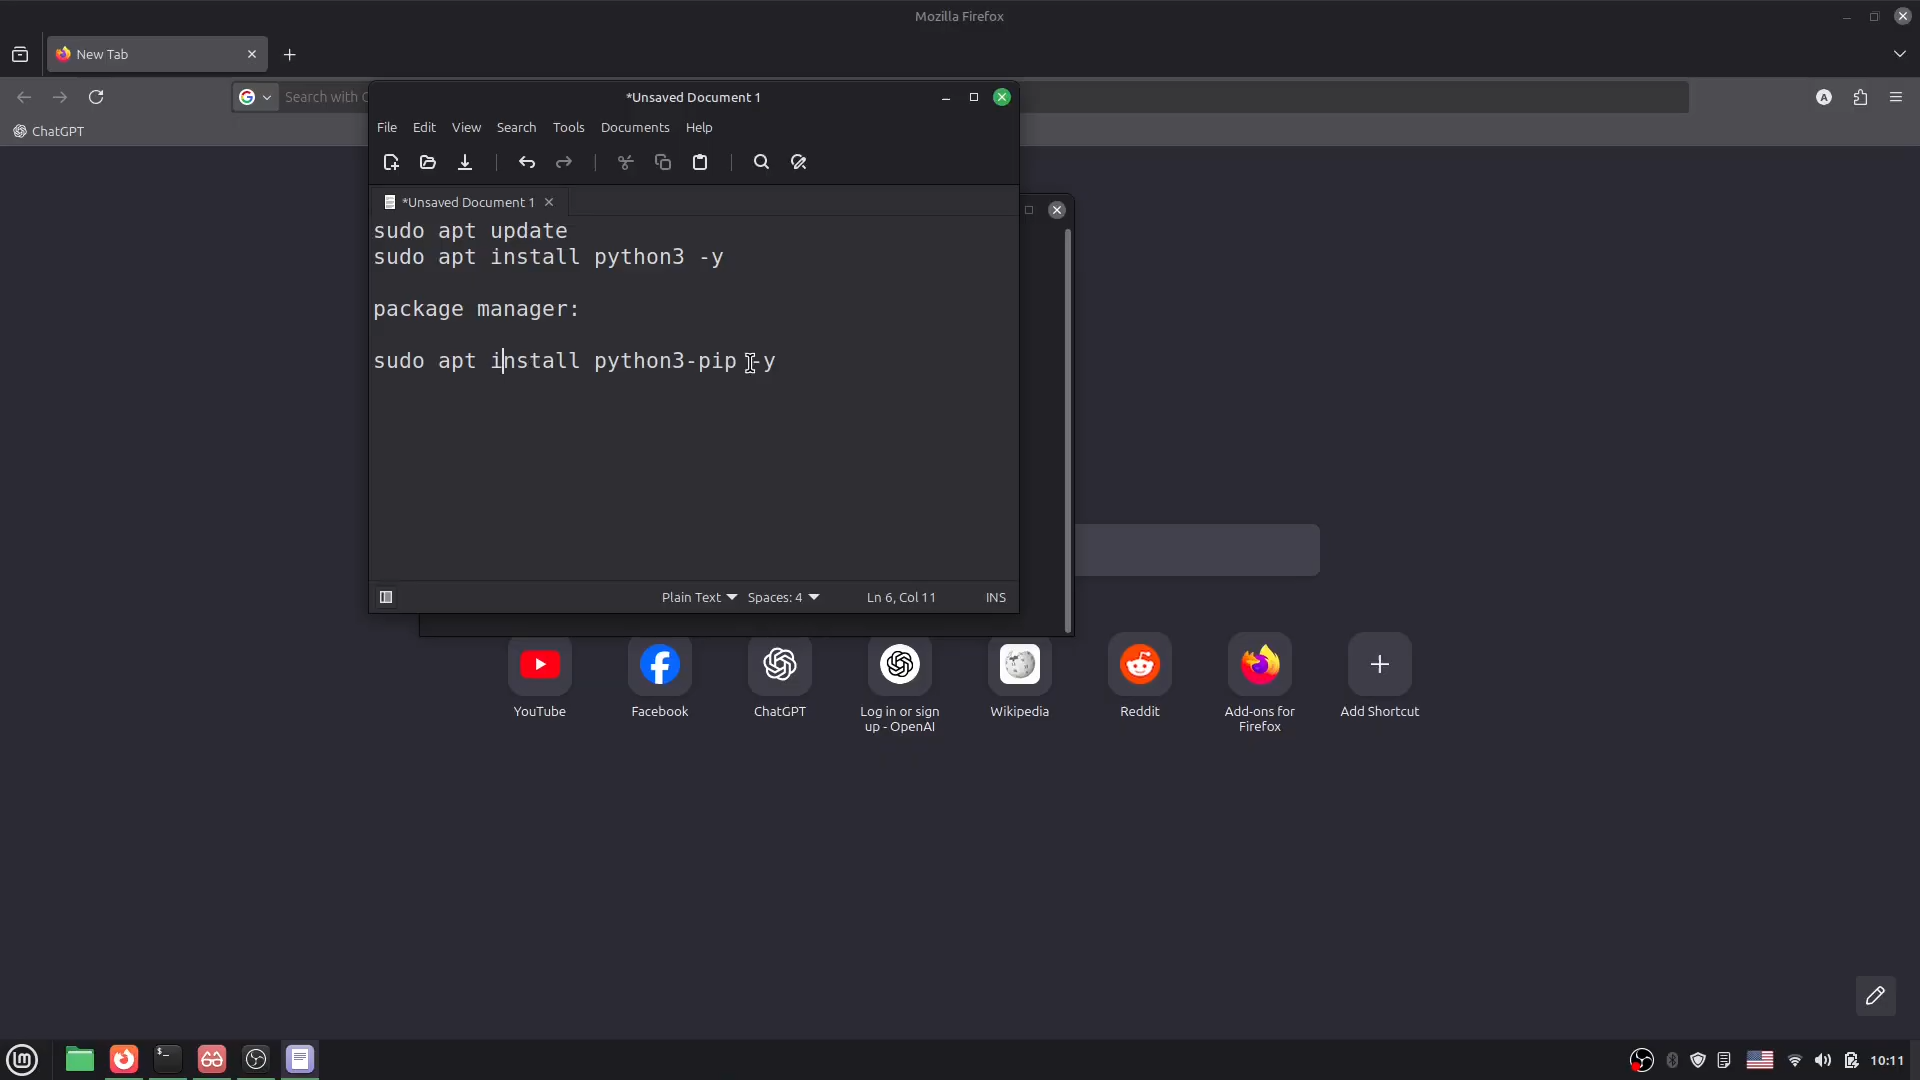 Mozilla Firefox
New Tab
Search with G
ChatGPT
*Unsaved Document 1
File Edit View Search Tools Documents Help
*Unsaved Document 1
sudo apt update
sudo apt install python3 -y
package manager:
sudo apt install python3-pip -y
Plain Text Spaces: 4 Ln 6, Col 11 INS
YouTube Facebook ChatGPT Log in or sign up - OpenAI Wikipedia Reddit Add-ons for Firefox Add Shortcut
10:11